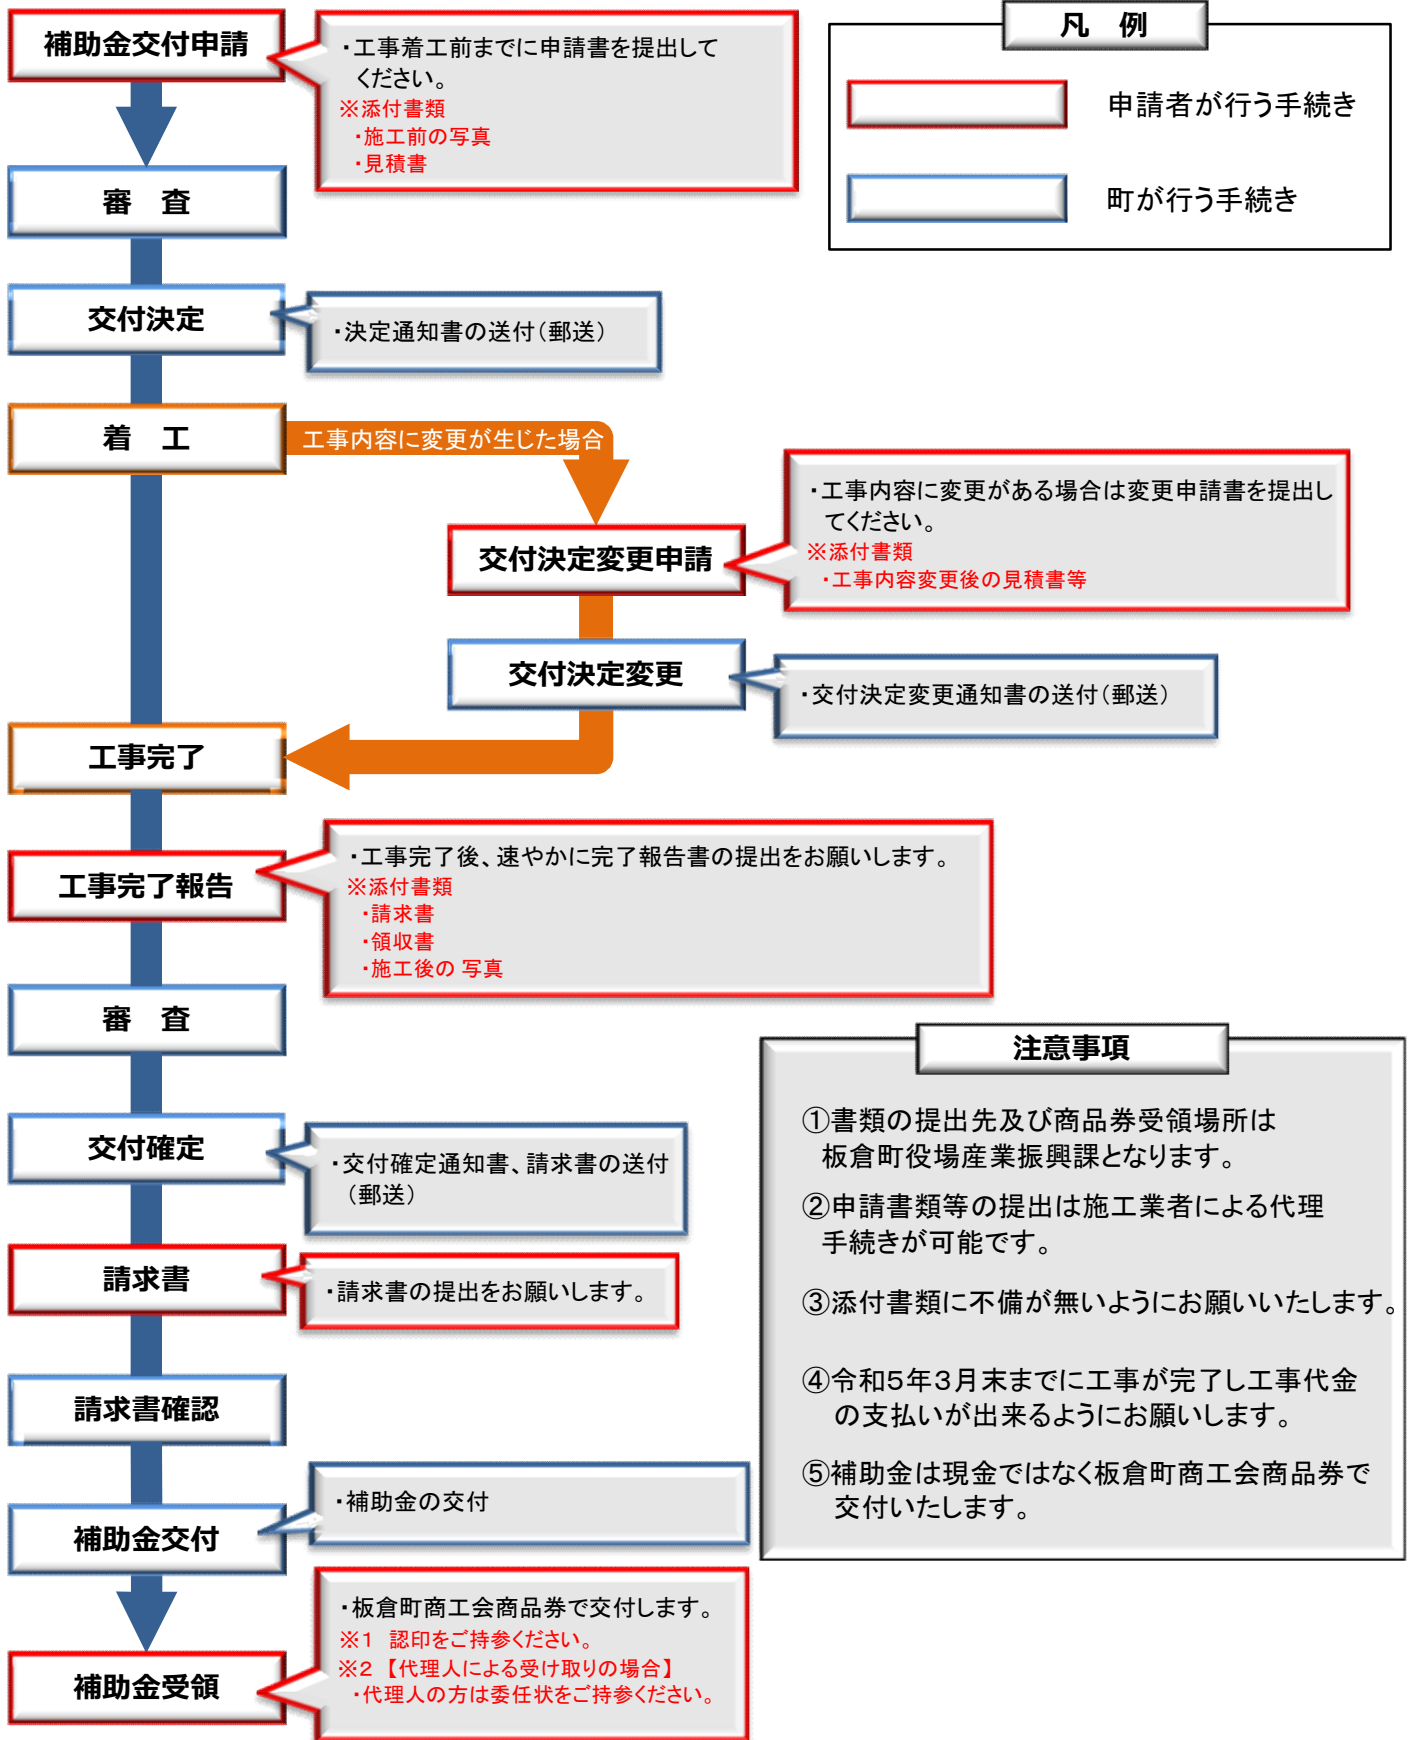 補助金交付申請
・工事着工前までに申請書を提出して
ください。
※添付書類
・施工前の写真
・見積書
凡　例
申請者が行う手続き
町が行う手続き
審　査
交付決定
・決定通知書の送付（郵送）
着　工
工事内容に変更が生じた場合
・工事内容に変更がある場合は変更申請書を提出し
てください。
※添付書類
・工事内容変更後の見積書等
交付決定変更申請
交付決定変更
・交付決定変更通知書の送付（郵送）
工事完了
工事完了報告
・工事完了後、速やかに完了報告書の提出をお願いします。
※添付書類
・請求書
・領収書
・施工後の 写真
審　査
交付確定
・交付確定通知書、請求書の送付
（郵送）
請求書
・請求書の提出をお願いします。
請求書確認
補助金交付
・補助金の交付
補助金受領
・板倉町商工会商品券で交付します。
※１　認印をご持参ください。
※２　【代理人による受け取りの場合】
・代理人の方は委任状をご持参ください。
注意事項
①書類の提出先及び商品券受領場所は
板倉町役場産業振興課となります。
②申請書類等の提出は施工業者による代理
手続きが可能です。
③添付書類に不備が無いようにお願いいたします。
④令和５年３月末までに工事が完了し工事代金
の支払いが出来るようにお願いします。
⑤補助金は現金ではなく板倉町商工会商品券で
交付いたします。